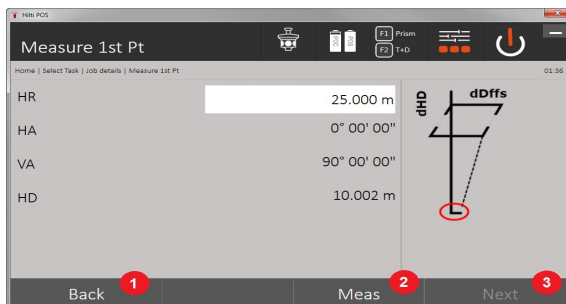 Hilti POS
Measure 1st Pt
POC
POS
F1 Prism
F2 T+D
Home | Select Task | Job details | Measure 1st Pt
01:36
HR 25.000 m
HA 0° 00' 00"
VA 90° 00' 00"
HD 10.002 m
dHD
dDffs
1
2
3
Back
Meas
Next